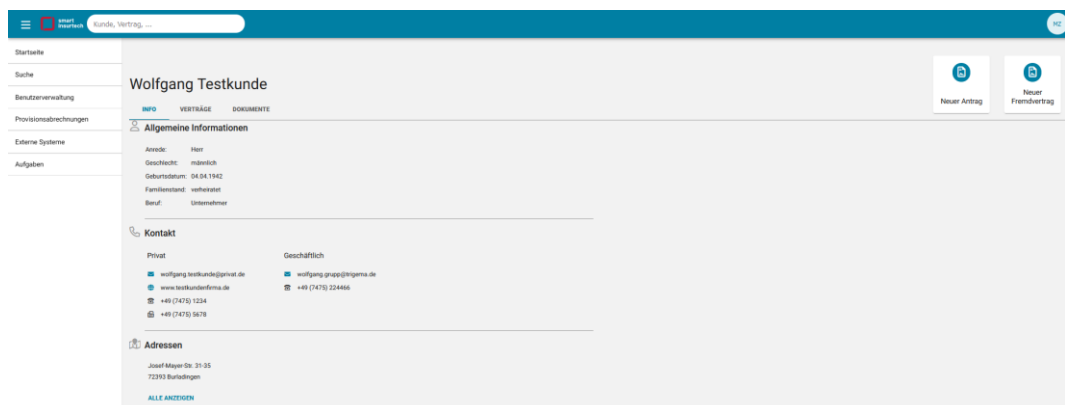 smart
insurtech
Kunde, Vertrag, ...
MZ
Startseite
Suche
Benutzerverwaltung
Provisionsabrechnungen
Externe Systeme
Aufgaben
Wolfgang Testkunde
Neuer Antrag
Neuer
Fremdvertrag
INFO VERTRÄGE DOKUMENTE
Allgemeine Informationen
Anrede: Herr
Geschlecht: männlich
Geburtsdatum: 04.04.1942
Familienstand: verheiratet
Beruf: Unternehmer
Kontakt
Privat Geschäftlich
wolfgang.testkunde@privat.de wolfgang.grupp@trigema.de
www.testkundenfirma.de +49 (7475) 224466
+49 (7475) 1234
+49 (7475) 5678
Adressen
Josef-Mayer-Str. 31-35
72393 Burladingen
ALLE ANZEIGEN